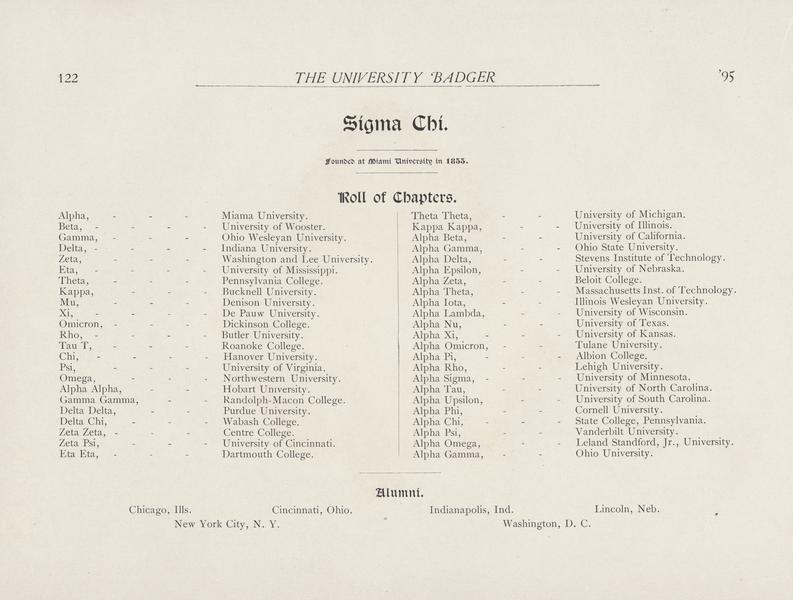 122 THE UNIVERSITY BADGER '95
Sigma Chi.
Founded at Miami University in 1855.
Roll of Chapters.
Alpha, - - - Miama University.
Beta, - - - - University of Wooster.
Gamma, - - - - Ohio Wesleyan University.
Delta, - - - - Indiana University.
Zeta, - - - Washington and Lee University.
Eta, - - - - University of Mississippi.
Theta, - - - Pennsylvania College.
Kappa, - - - Bucknell University.
Mu, - - - Denison University.
Xi, - - - - De Pauw University.
Omicron, - - - - Dickinson College.
Rho, - - - - Butler University.
Tau T, - - - Roanoke College.
Chi, - - - - Hanover University.
Psi, - - - University of Virginia.
Omega, - - - Northwestern University.
Alpha Alpha, - - - Hobart University.
Gamma Gamma, - - - Randolph-Macon College.
Delta Delta, - - Purdue University.
Delta Chi, - - - Wabash College.
Zeta Zeta, - - - - Centre College.
Zeta Psi, - - - University of Cincinnati.
Eta Eta, - - - - Dartmouth College.
Theta Theta, - - University of Michigan.
Kappa Kappa, - - - University of Illinois.
Alpha Beta, - - University of California.
Alpha Gamma, - - Ohio State University.
Alpha Delta, - - - Stevens Institute of Technology.
Alpha Epsilon, - - - University of Nebraska.
Alpha Zeta, - - Beloit College.
Alpha Theta, - - - Massachusetts Inst. of Technology.
Alpha Iota, - - Illinois Wesleyan University.
Alpha Lambda, - - - University of Wisconsin.
Alpha Nu, - - University of Texas.
Alpha Xi, - - - - University of Kansas.
Alpha Omicron, - - Tulane University.
Alpha Pi, - - - Albion College.
Alpha Rho, - - Lehigh University.
Alpha Sigma, - - - - University of Minnesota.
Alpha Tau, - - University of North Carolina.
Alpha Upsilon, - - - University of South Carolina.
Alpha Phi, - - Cornell University.
Alpha Chi, - - - State College, Pennsylvania.
Alpha Psi, - - Vanderbilt University.
Alpha Omega, - - - Leland Standford, Jr., University.
Alpha Gamma, - - - Ohio University.
Alumni.
Chicago, Ills. Cincinnati, Ohio. Indianapolis, Ind. Lincoln, Neb.
New York City, N. Y. Washington, D. C.